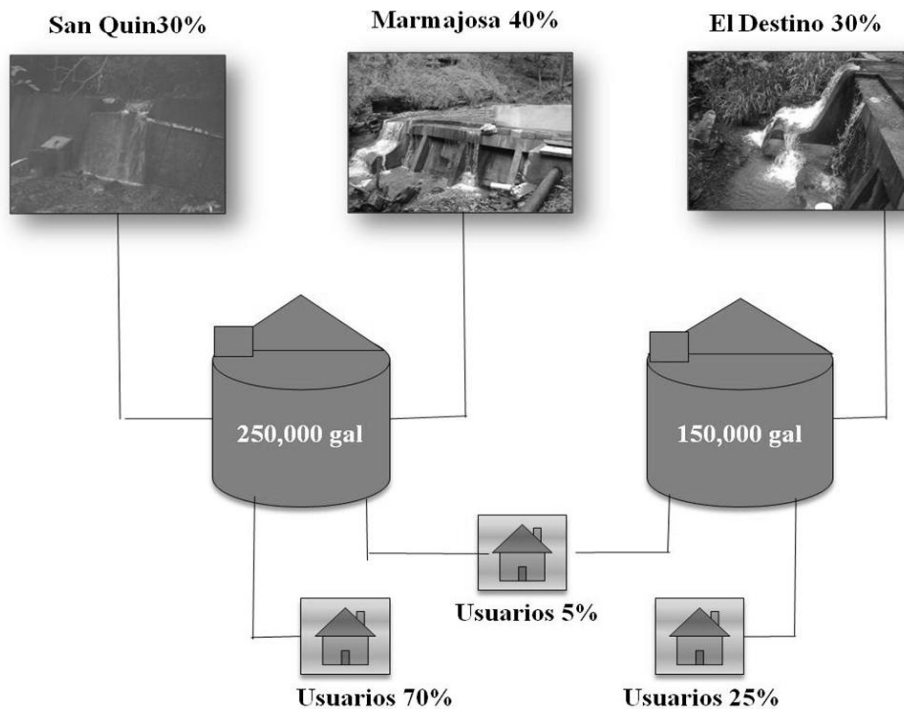 San Quin30%
Marmajosa 40%
El Destino 30%
250,000 gal
150,000 gal
Usuarios 5%
Usuarios 70%
Usuarios 25%